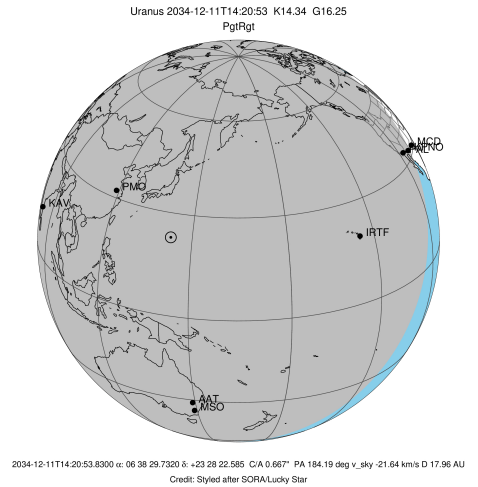 Uranus 2034-12-11T14:20:53 K14.34 G16.25
PgtRgt
MCD
KPNO
KAV
PMO
IRTF
AAT
MSO
2034-12-11T14:20:53.8300 α: 06 38 29.7320 δ: +23 28 22.585 C/A 0.667" PA 184.19 deg v_sky -21.64 km/s D 17.96 AU
Credit: Styled after SORA/Lucky Star